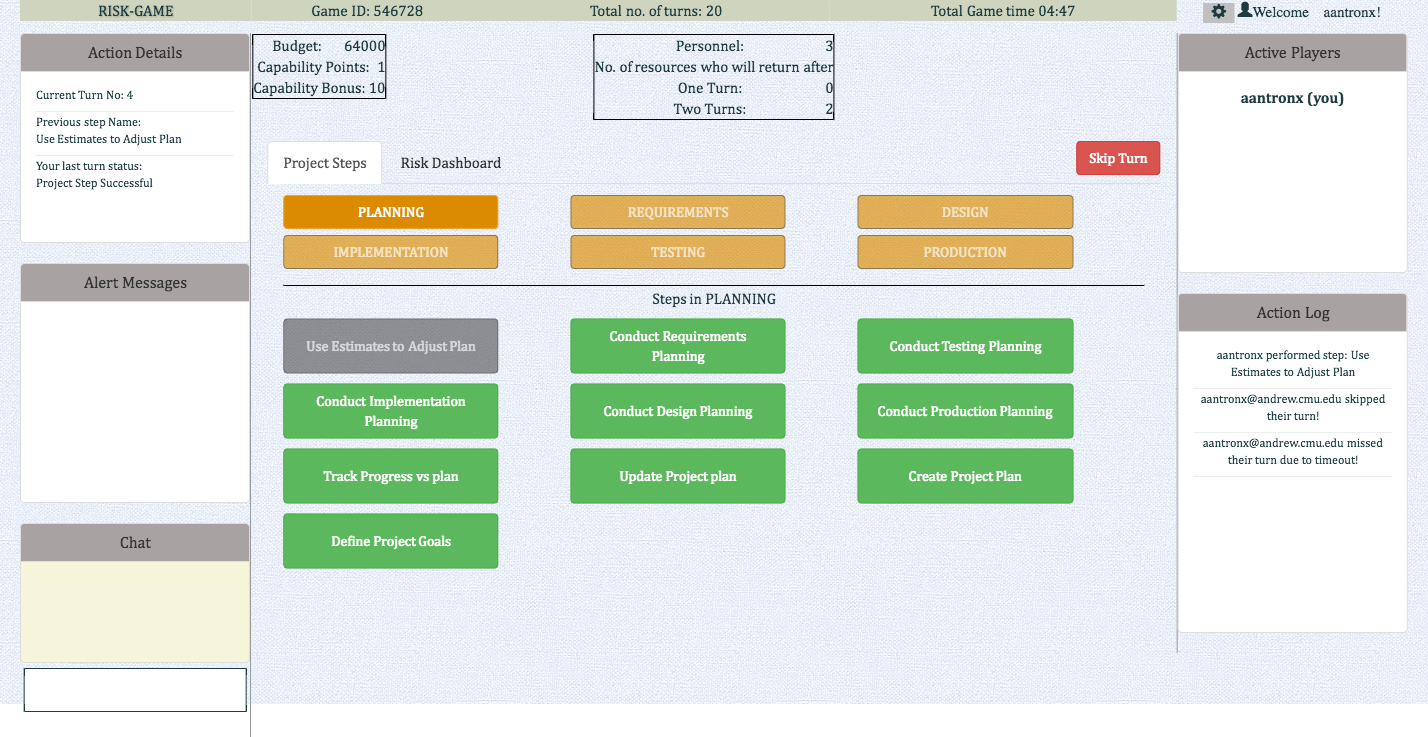 RISK-GAME
Game ID: 546728
Total no. of turns: 20
Total Game time 04:47
Welcome aantronx!
Action Details
Current Turn No: 4
Previous step Name:
Use Estimates to Adjust Plan
Your last turn status:
Project Step Successful
Alert Messages
Chat
Budget: 64000
Capability Points: 1
Capability Bonus: 10
Personnel: 3
No. of resources who will return after
One Turn: 0
Two Turns: 2
Project Steps
Risk Dashboard
Skip Turn
PLANNING
REQUIREMENTS
DESIGN
IMPLEMENTATION
TESTING
PRODUCTION
Steps in PLANNING
Use Estimates to Adjust Plan
Conduct Requirements
Planning
Conduct Testing Planning
Conduct Implementation
Planning
Conduct Design Planning
Conduct Production Planning
Track Progress vs plan
Update Project plan
Create Project Plan
Define Project Goals
Active Players
aantronx (you)
Action Log
aantronx performed step: Use
Estimates to Adjust Plan
aantronx@andrew.cmu.edu skipped
their turn!
aantronx@andrew.cmu.edu missed
their turn due to timeout!